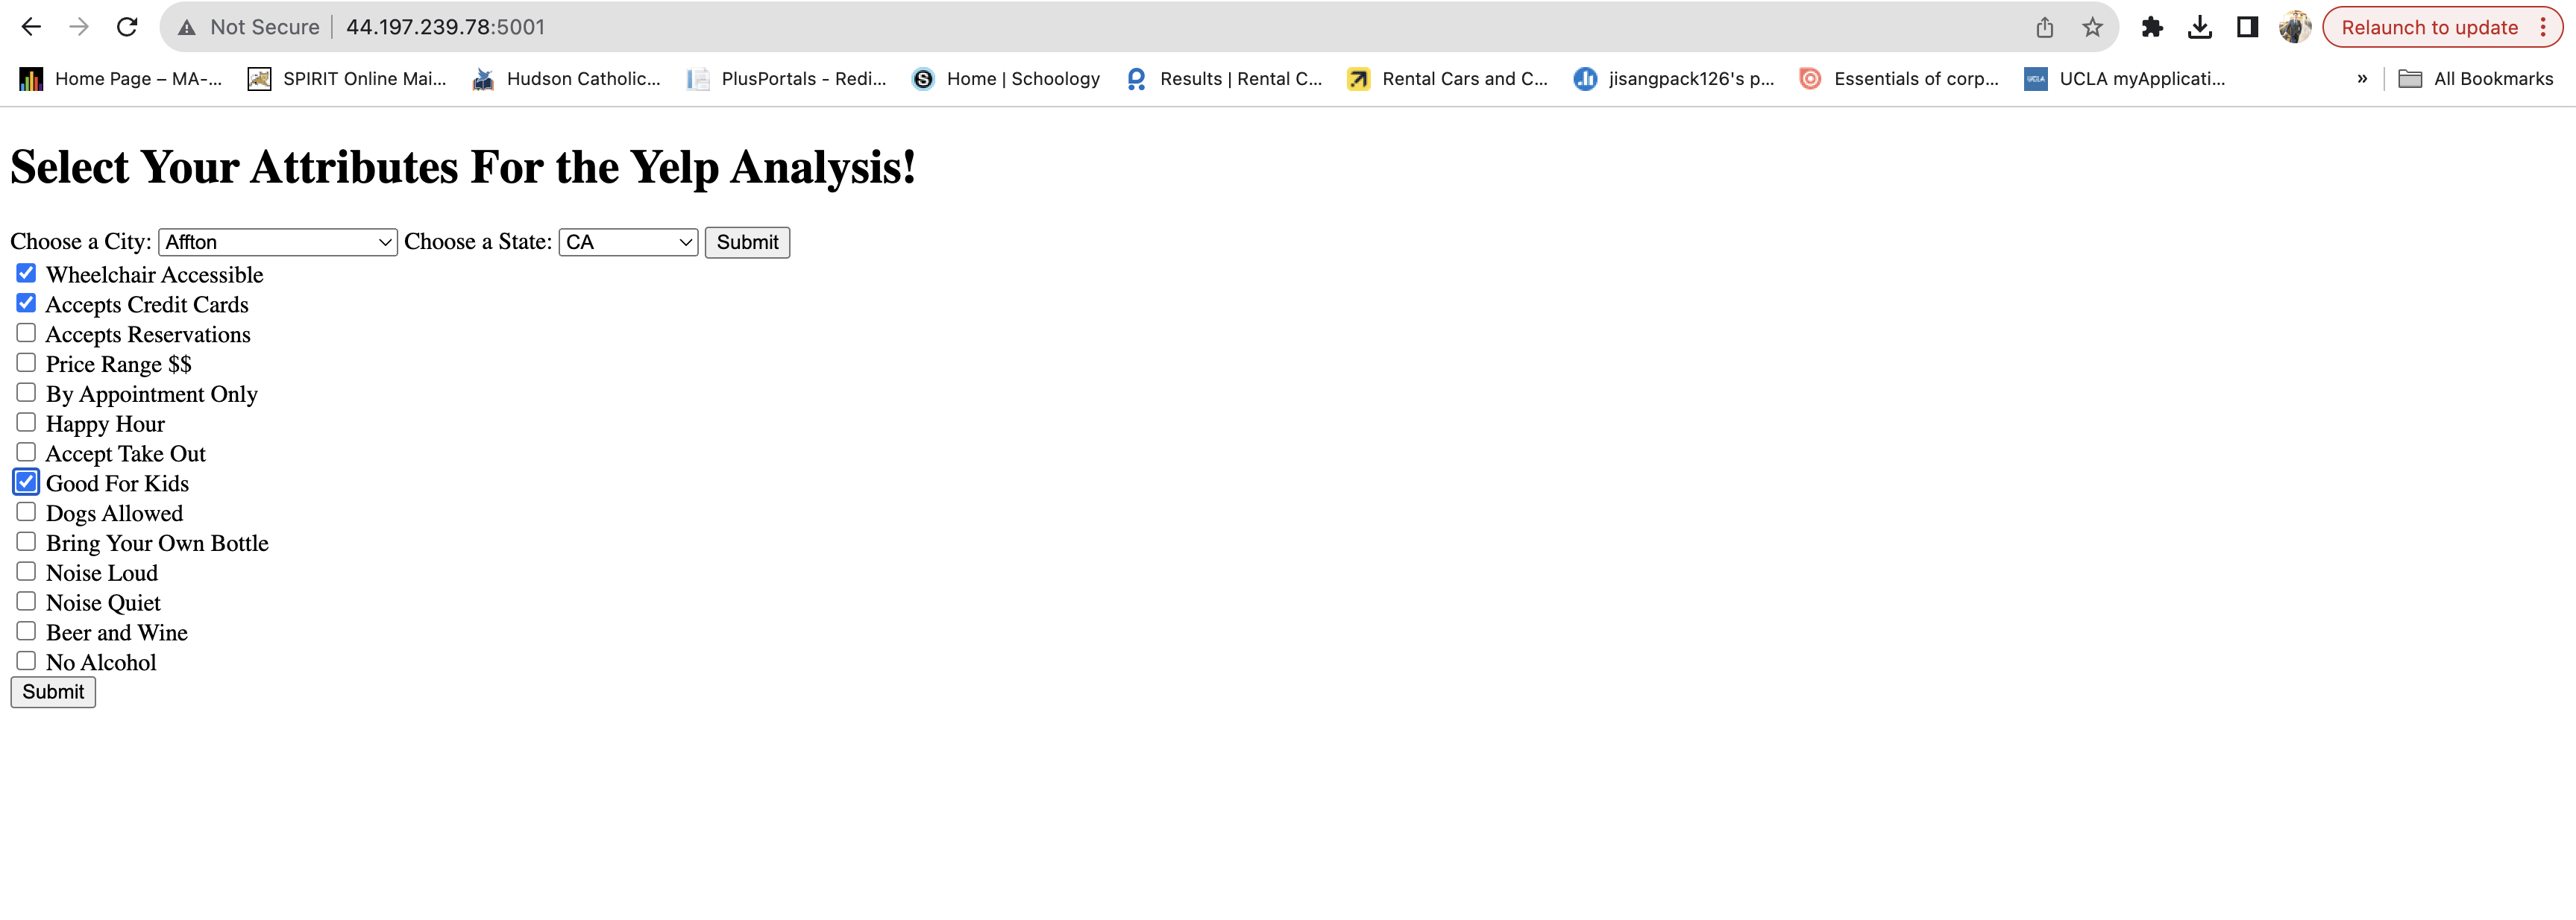 Not Secure 44.197.239.78:5001 Relaunch to update
Home Page – MA-... SPIRIT Online Mai... Hudson Catholic... PlusPortals - Redi... Home | Schoology Results | Rental C... Rental Cars and C... jisangpack126's p... Essentials of corp... UCLA UCLA myApplicati... » All Bookmarks
Select Your Attributes For the Yelp Analysis!
Choose a City: Affton Choose a State: CA Submit
Wheelchair Accessible
Accepts Credit Cards
Accepts Reservations
Price Range $$
By Appointment Only
Happy Hour
Accept Take Out
Good For Kids
Dogs Allowed
Bring Your Own Bottle
Noise Loud
Noise Quiet
Beer and Wine
No Alcohol
Submit